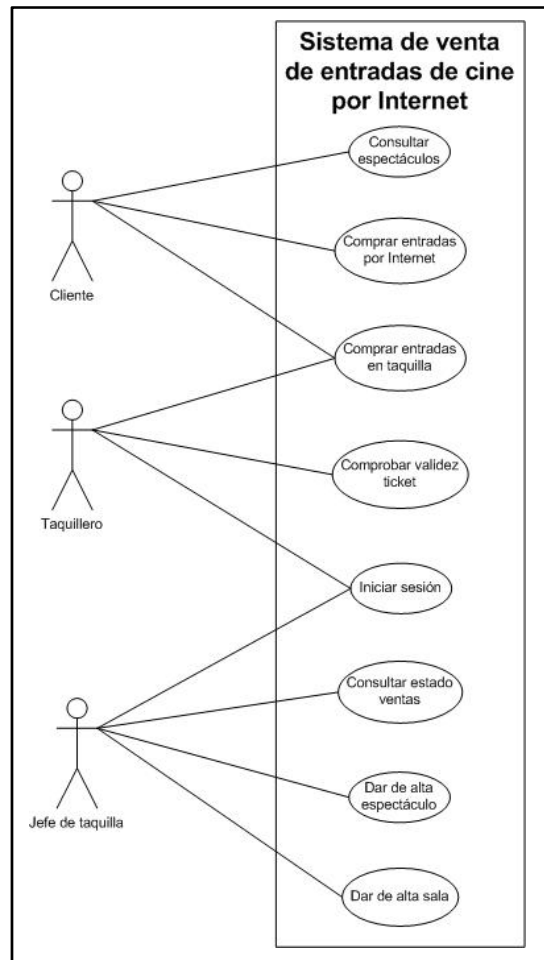 Sistema de venta
de entradas de cine
por Internet
Consultar
espectáculos
Cliente
Comprar entradas
por Internet
Comprar entradas
en taquilla
Taquillero
Comprobar validez
ticket
Iniciar sesión
Consultar estado
ventas
Jefe de taquilla
Dar de alta
espectáculo
Dar de alta sala